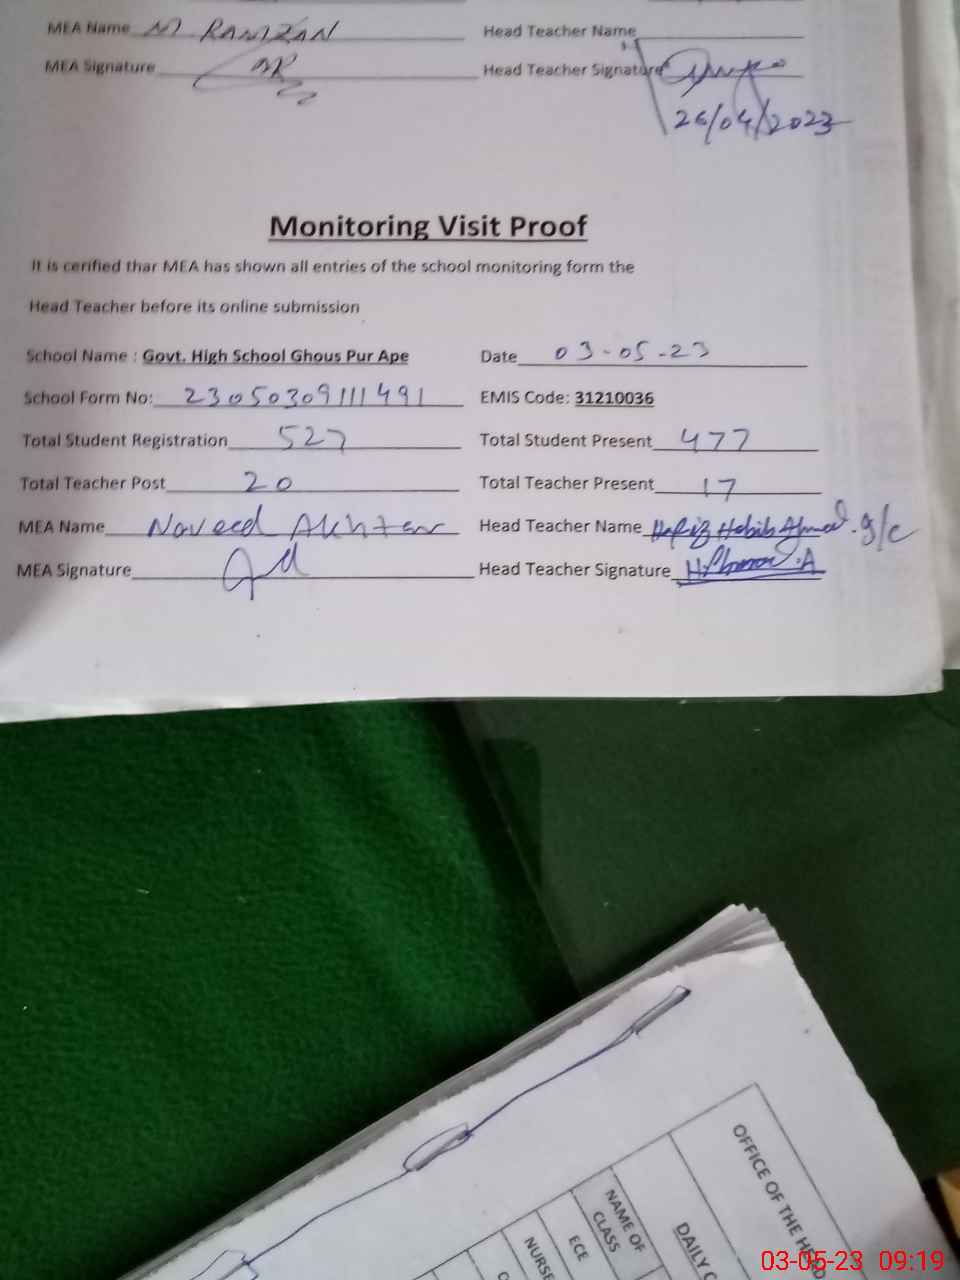 MEA Name M. RAMZAN Head Teacher Name
MEA Signature Head Teacher Signature
26/04/2023
Monitoring Visit Proof
It is cerified thar MEA has shown all entries of the school monitoring form the
Head Teacher before its online submission
School Name : Govt. High School Ghous Pur Ape Date 03-05-23
School Form No: 23050309111491 EMIS Code: 31210036
Total Student Registration 527 Total Student Present 477
Total Teacher Post 20 Total Teacher Present 17
MEA Name Naveed Akhtar Head Teacher Name Hafiz Habib Ahmad. g/c
MEA Signature Head Teacher Signature
OFFICE OF THE HEAD
DAILY
NAME OF
CLASS
ECE
NURSE
03-05-23 09:19